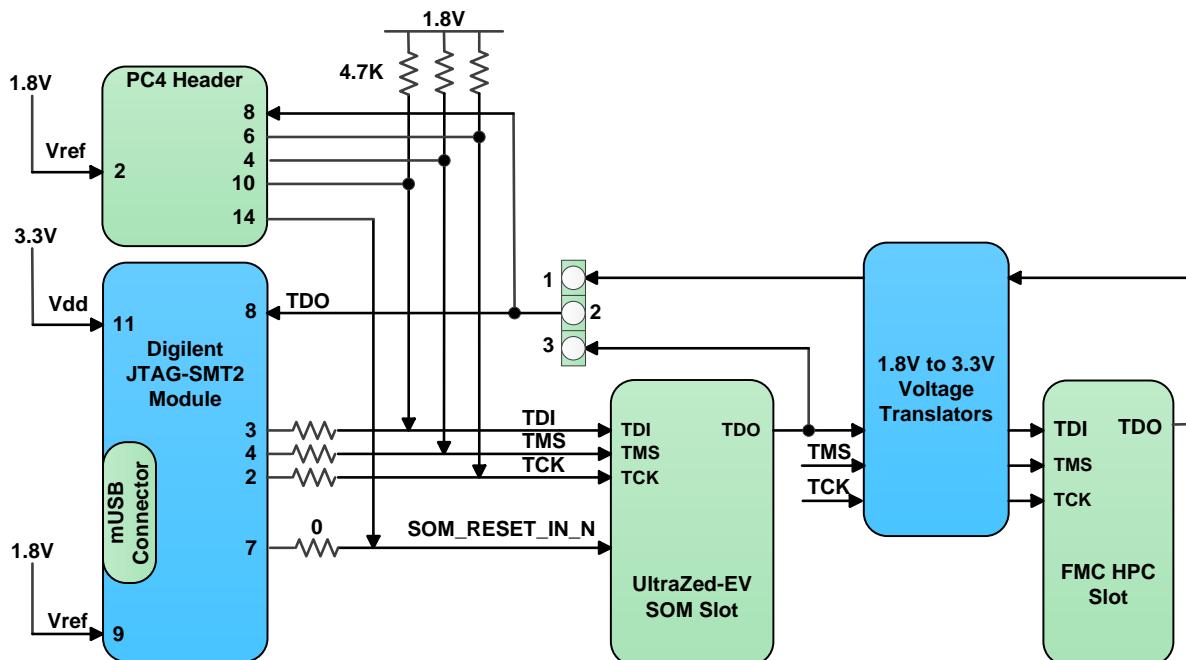 1.8V
4.7K
1.8V
Vref
PC4 Header
2
8
6
4
10
14
3.3V
Vdd
11
8
TDO
Digilent
JTAG-SMT2
Module
3
4
2
7
mUSB
Connector
1.8V
Vref
9
0
TDI
TMS
TCK
SOM_RESET_IN_N
1
2
3
TDI
TMS
TCK
TDO
UltraZed-EV
SOM Slot
TMS
TCK
1.8V to 3.3V
Voltage
Translators
TDI
TMS
TCK
TDO
FMC HPC
Slot